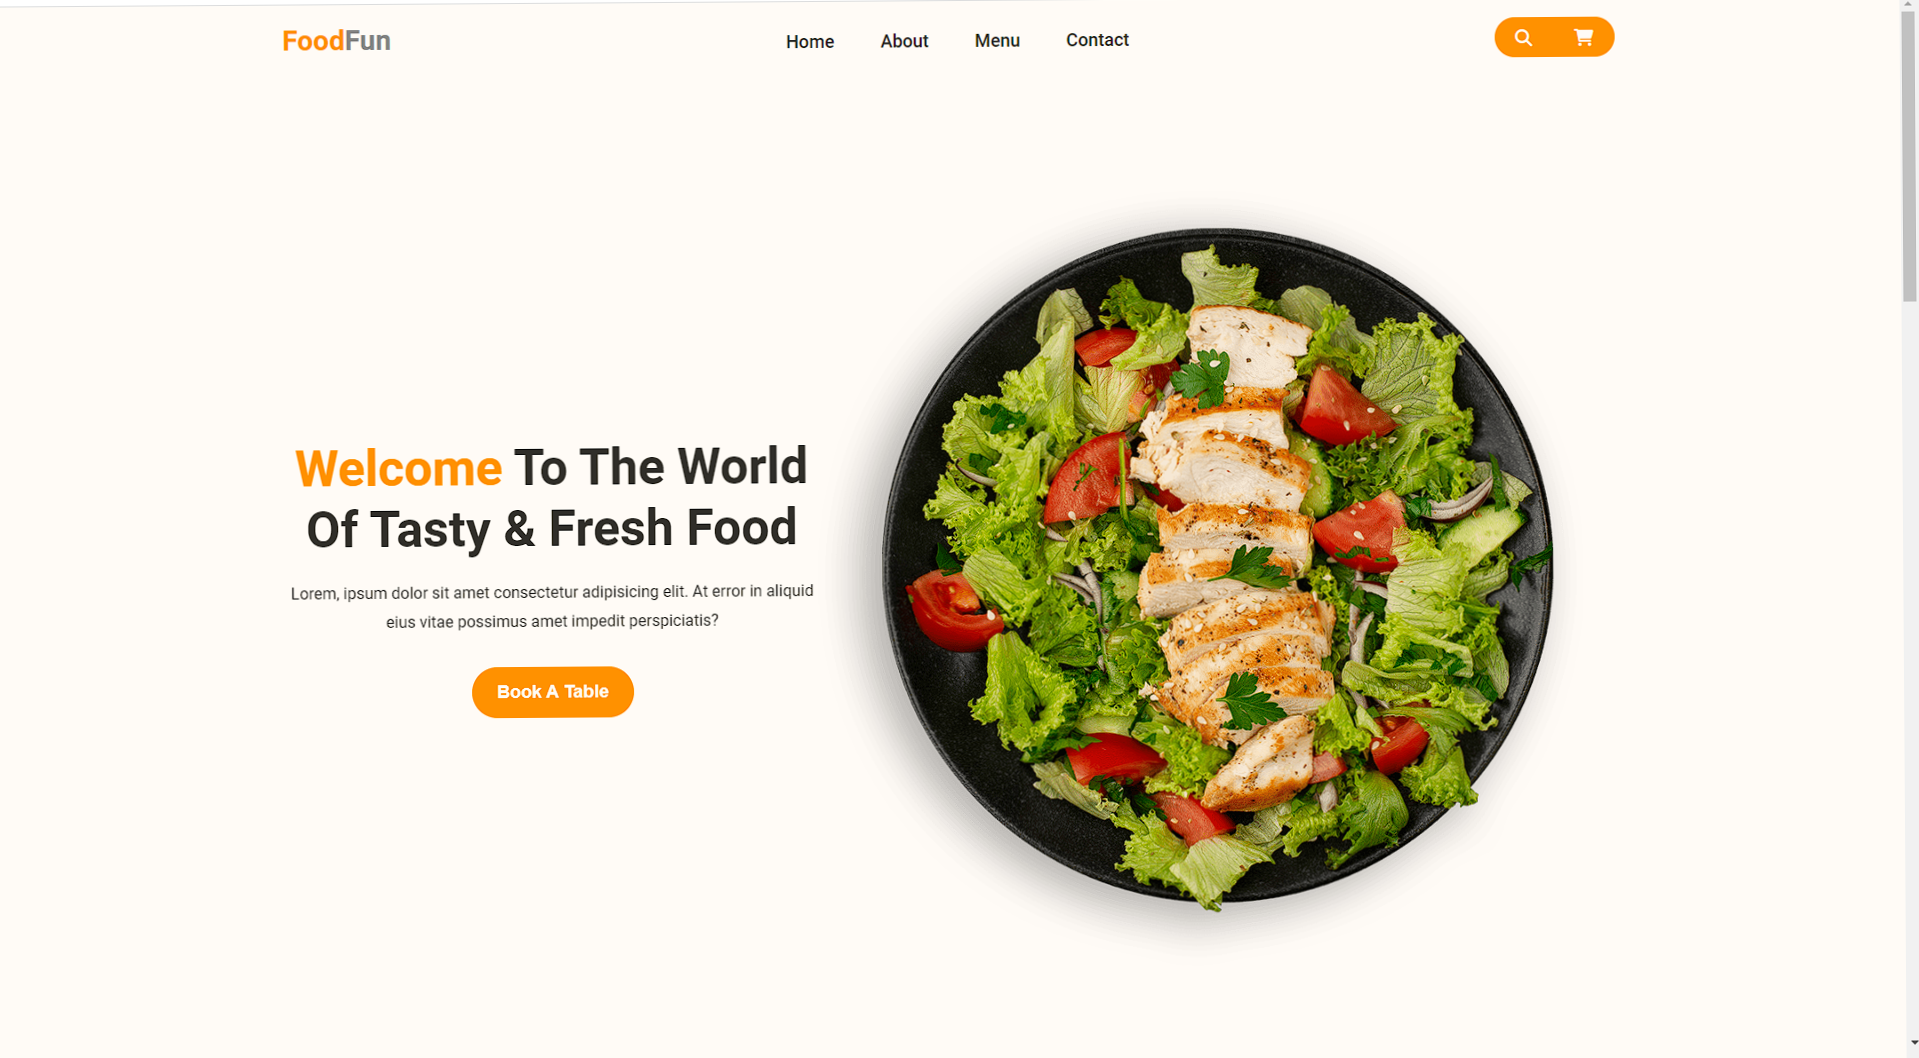 FoodFun
Home About Menu Contact
Welcome To The World
Of Tasty & Fresh Food
Lorem, ipsum dolor sit amet consectetur adipisicing elit. At error in aliquid
eius vitae possimus amet impedit perspiciatis?
Book A Table